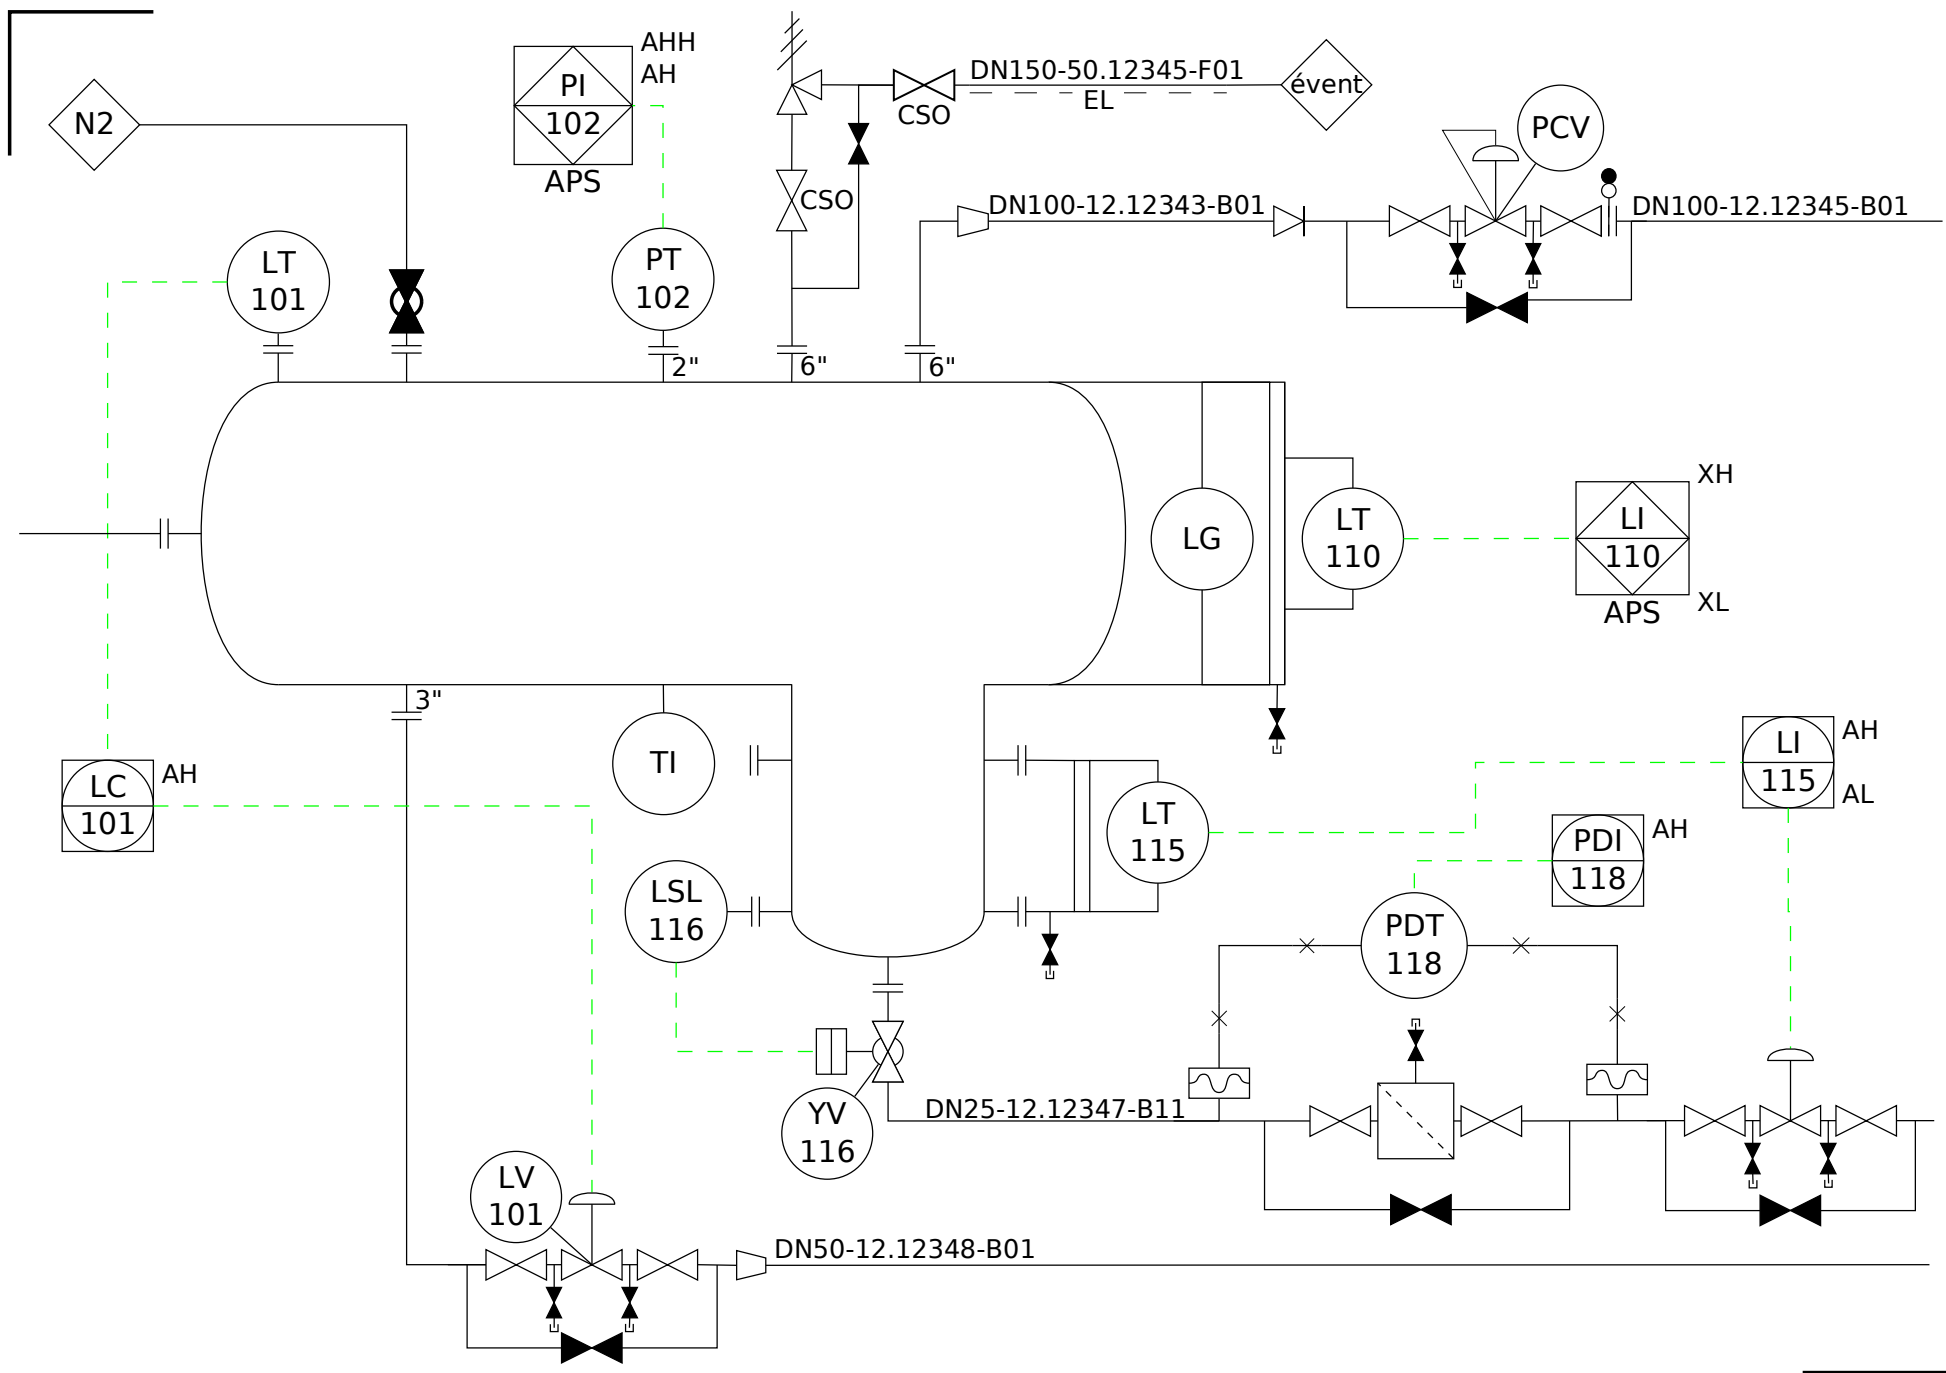 AHH
AH
PI
102
APS
N2
DN150-50.12345-F01
EL
CSO
évent
PCV
CSO
DN100-12.12343-B01
DN100-12.12345-B01
LT
101
PT
102
2"
6"
6"
LG
LT
110
XH
LI
110
XL
APS
3"
TI
LC
101
AH
LT
115
LI
115
AH
AL
PDI
118
AH
LSL
116
PDT
118
YV
116
DN25-12.12347-B11
LV
101
DN50-12.12348-B01